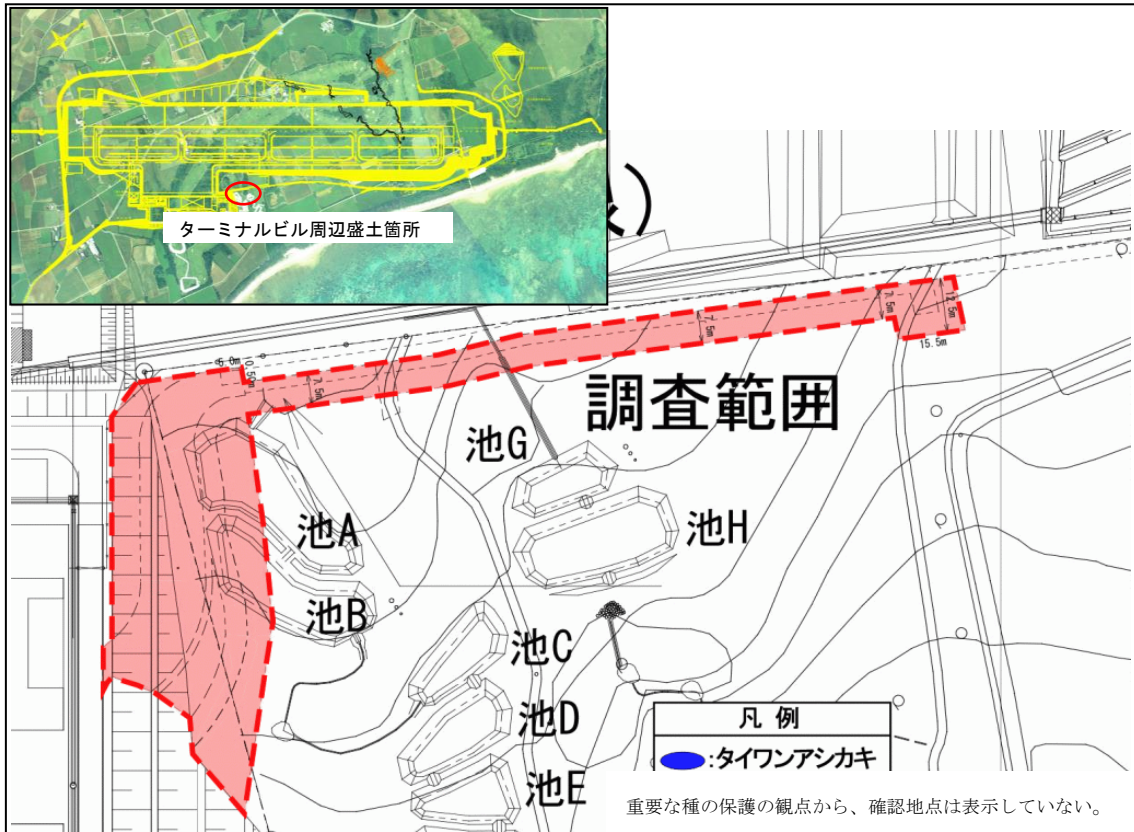 ターミナルビル周辺盛土箇所
7.5m
7.5m
12.5m
15.5m
7.5m
調査範囲
池G
池A
池H
池B
池C
池D
池E
凡 例
:タイワンアシカキ
重要な種の保護の観点から、確認地点は表示していない。